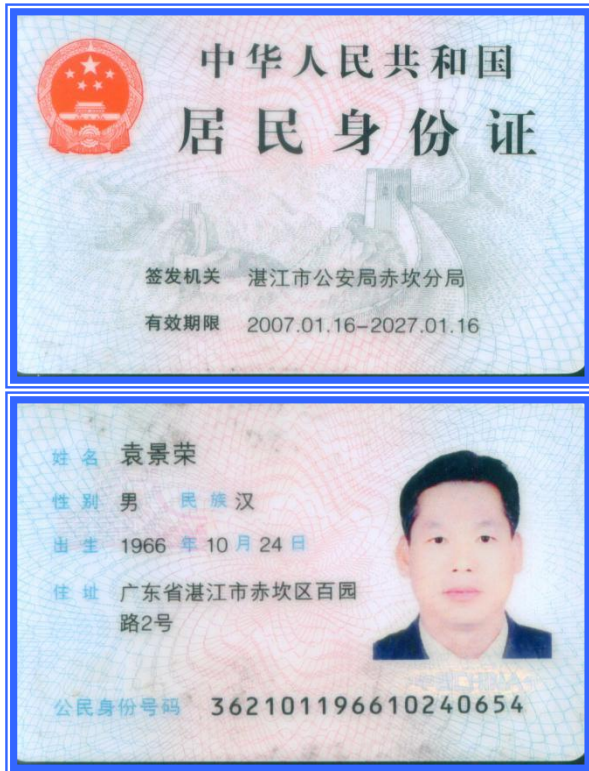 中华人民共和国
居民身份证
签发机关 湛江市公安局赤坎分局
有效期限 2007.01.16-2027.01.16
姓名 袁景荣
性别 男 民族 汉
出生 1966 年 10 月 24 日
住址 广东省湛江市赤坎区百园
路2号
公民身份号码 362101196610240654